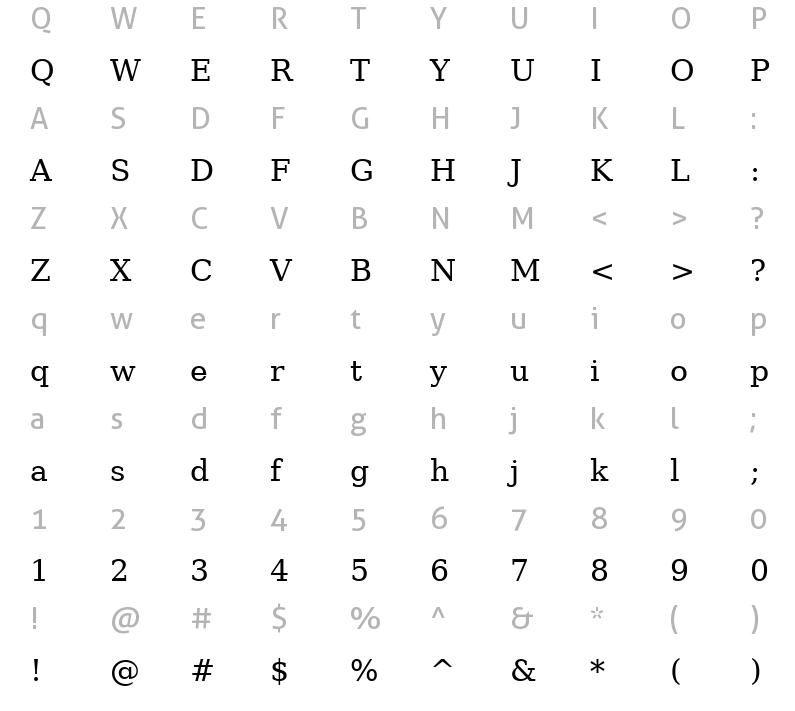 Q W E R T Y U I O P
Q W E R T Y U I O P
A S D F G H J K L :
A S D F G H J K L :
Z X C V B N M < > ?
Z X C V B N M < > ?
q w e r t y u i o p
q w e r t y u i o p
a s d f g h j k l ;
a s d f g h j k l ;
1 2 3 4 5 6 7 8 9 0
1 2 3 4 5 6 7 8 9 0
! @ # $ % ^ & * ( )
! @ # $ % ^ & * ( )